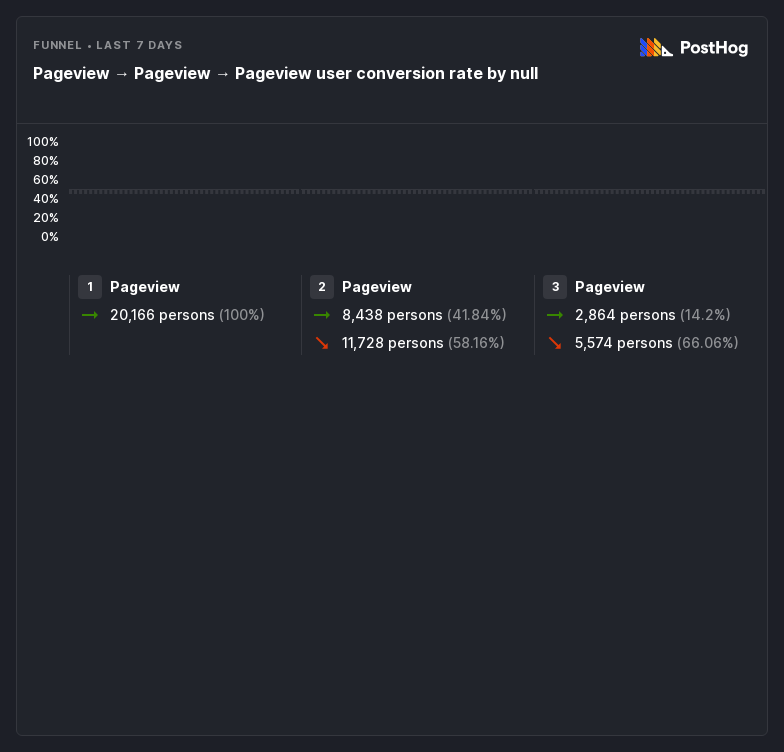 FUNNEL • LAST 7 DAYS
PostHog
Pageview → Pageview → Pageview user conversion rate by null
100%
80%
60%
40%
20%
0%
1 Pageview
20,166 persons (100%)
2 Pageview
8,438 persons (41.84%)
11,728 persons (58.16%)
3 Pageview
2,864 persons (14.2%)
5,574 persons (66.06%)